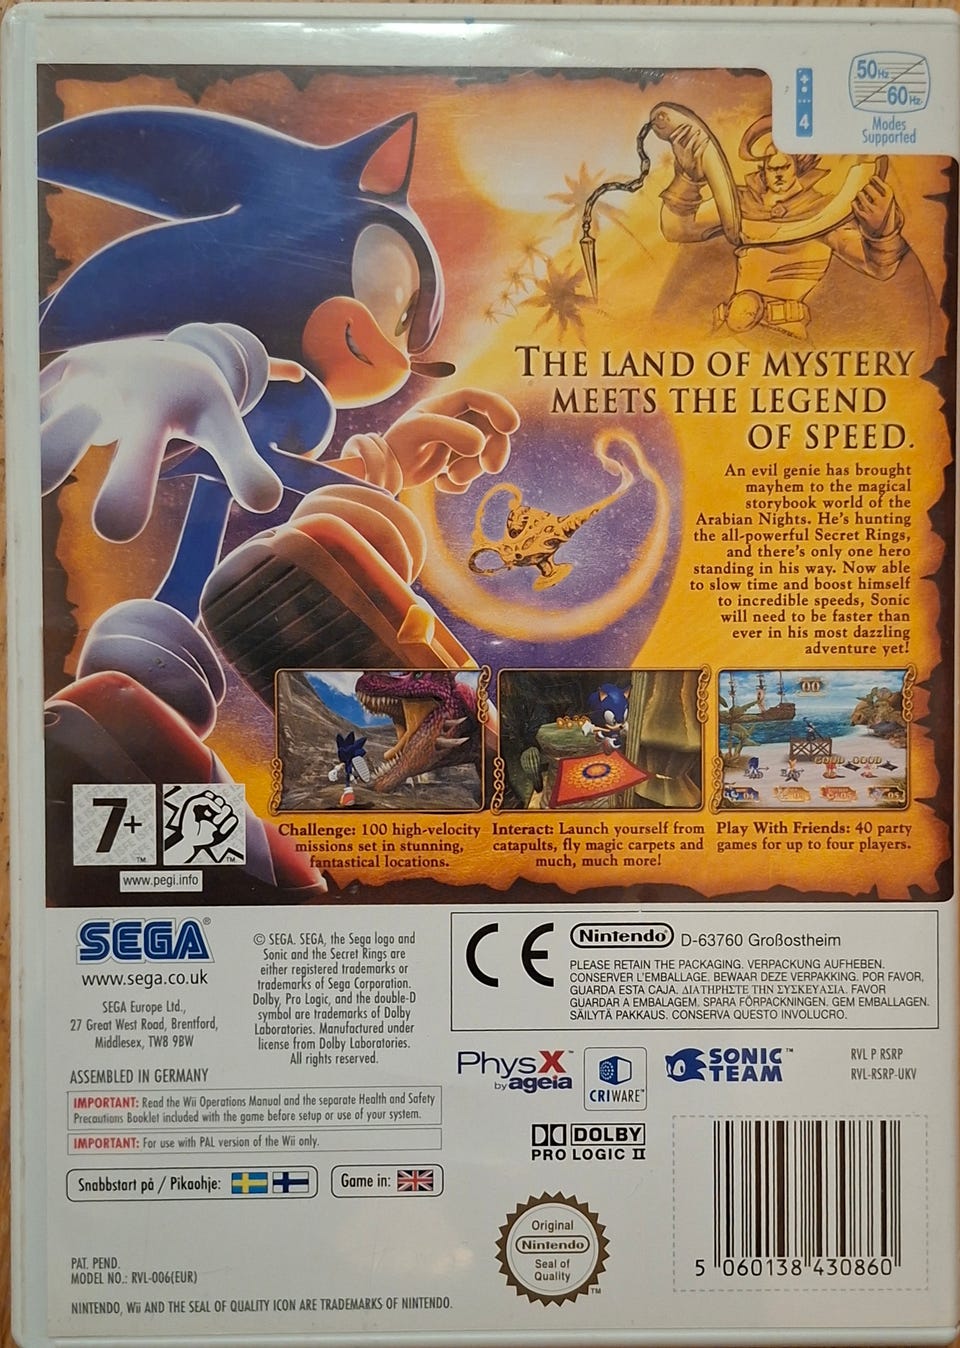 4
50Hz
60Hz
Modes
Supported
THE LAND OF MYSTERY
MEETS THE LEGEND
OF SPEED.
An evil genie has brought
mayhem to the magical
storybook world of the
Arabian Nights. He's hunting
the all-powerful Secret Rings,
and there's only one hero
standing in his way. Now able
to slow time and boost himself
to incredible speeds, Sonic
will need to be faster than
ever in his most dazzling
adventure yet!
00
GOOD GOOD
Challenge: 100 high-velocity
missions set in stunning,
fantastical locations.
Interact: Launch yourself from
catapults, fly magic carpets and
much, much more!
Play With Friends: 40 party
games for up to four players.
7+
™
™
www.pegi.info
SEGA®
www.sega.co.uk
SEGA Europe Ltd.,
27 Great West Road, Brentford,
Middlesex, TW8 9BW
© SEGA. SEGA, the Sega logo and
Sonic and the Secret Rings are
either registered trademarks or
trademarks of Sega Corporation.
Dolby, Pro Logic, and the double-D
symbol are trademarks of Dolby
Laboratories. Manufactured under
license from Dolby Laboratories.
All rights reserved.
CE
Nintendo® D-63760 Großostheim
PLEASE RETAIN THE PACKAGING. VERPACKUNG AUFHEBEN.
CONSERVER L'EMBALLAGE. BEWAAR DEZE VERPAKKING. POR FAVOR,
GUARDA ESTA CAJA. ΔΙΑΤΗΡΗΣΤΕ ΤΗΝ ΣΥΣΚΕΥΑΣΙΑ. FAVOR
GUARDAR A EMBALAGEM. SPARA FÖRPACKNINGEN. GEM EMBALLAGEN.
SÄILYTÄ PAKKAUS. CONSERVA QUESTO INVOLUCRO.
ASSEMBLED IN GERMANY
IMPORTANT: Read the Wii Operations Manual and the separate Health and Safety
Precautions Booklet included with the game before setup or use of your system.
IMPORTANT: For use with PAL version of the Wii only.
Snabbstart på / Pikaohje:
Game in:
PhysX™
by ageia
CRIWARE™
SONIC™
TEAM
RVL P RSRP
RVL-RSRP-UKV
DOLBY
PRO LOGIC II
Original
Nintendo
Seal of
Quality
™
5 060138 430860
PAT. PEND.
MODEL NO.: RVL-006(EUR)
NINTENDO, Wii AND THE SEAL OF QUALITY ICON ARE TRADEMARKS OF NINTENDO.